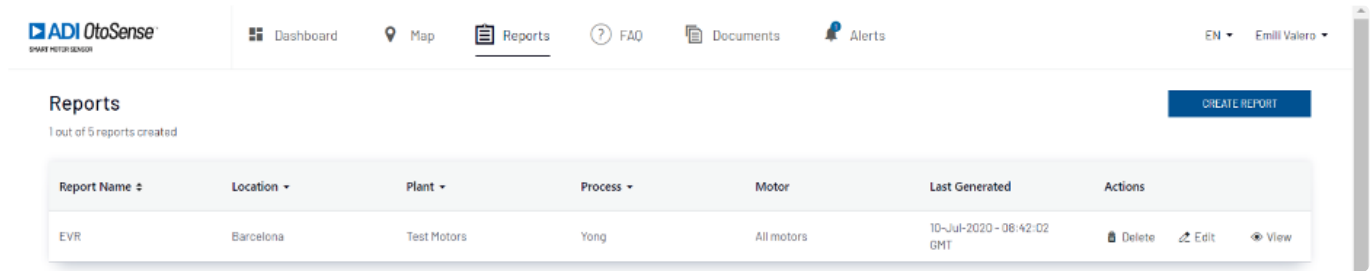 ADI OtoSense™
SMART MOTOR SENSOR
Dashboard
Map
Reports
FAQ
Documents
1
Alerts
EN
Emili Valero
Reports
CREATE REPORT
1 out of 5 reports created
Report Name Location Plant Process Motor Last Generated Actions
EVR Barcelona Test Motors Yong All motors 10-Jul-2020 - 08:42:02 Delete Edit View
GMT